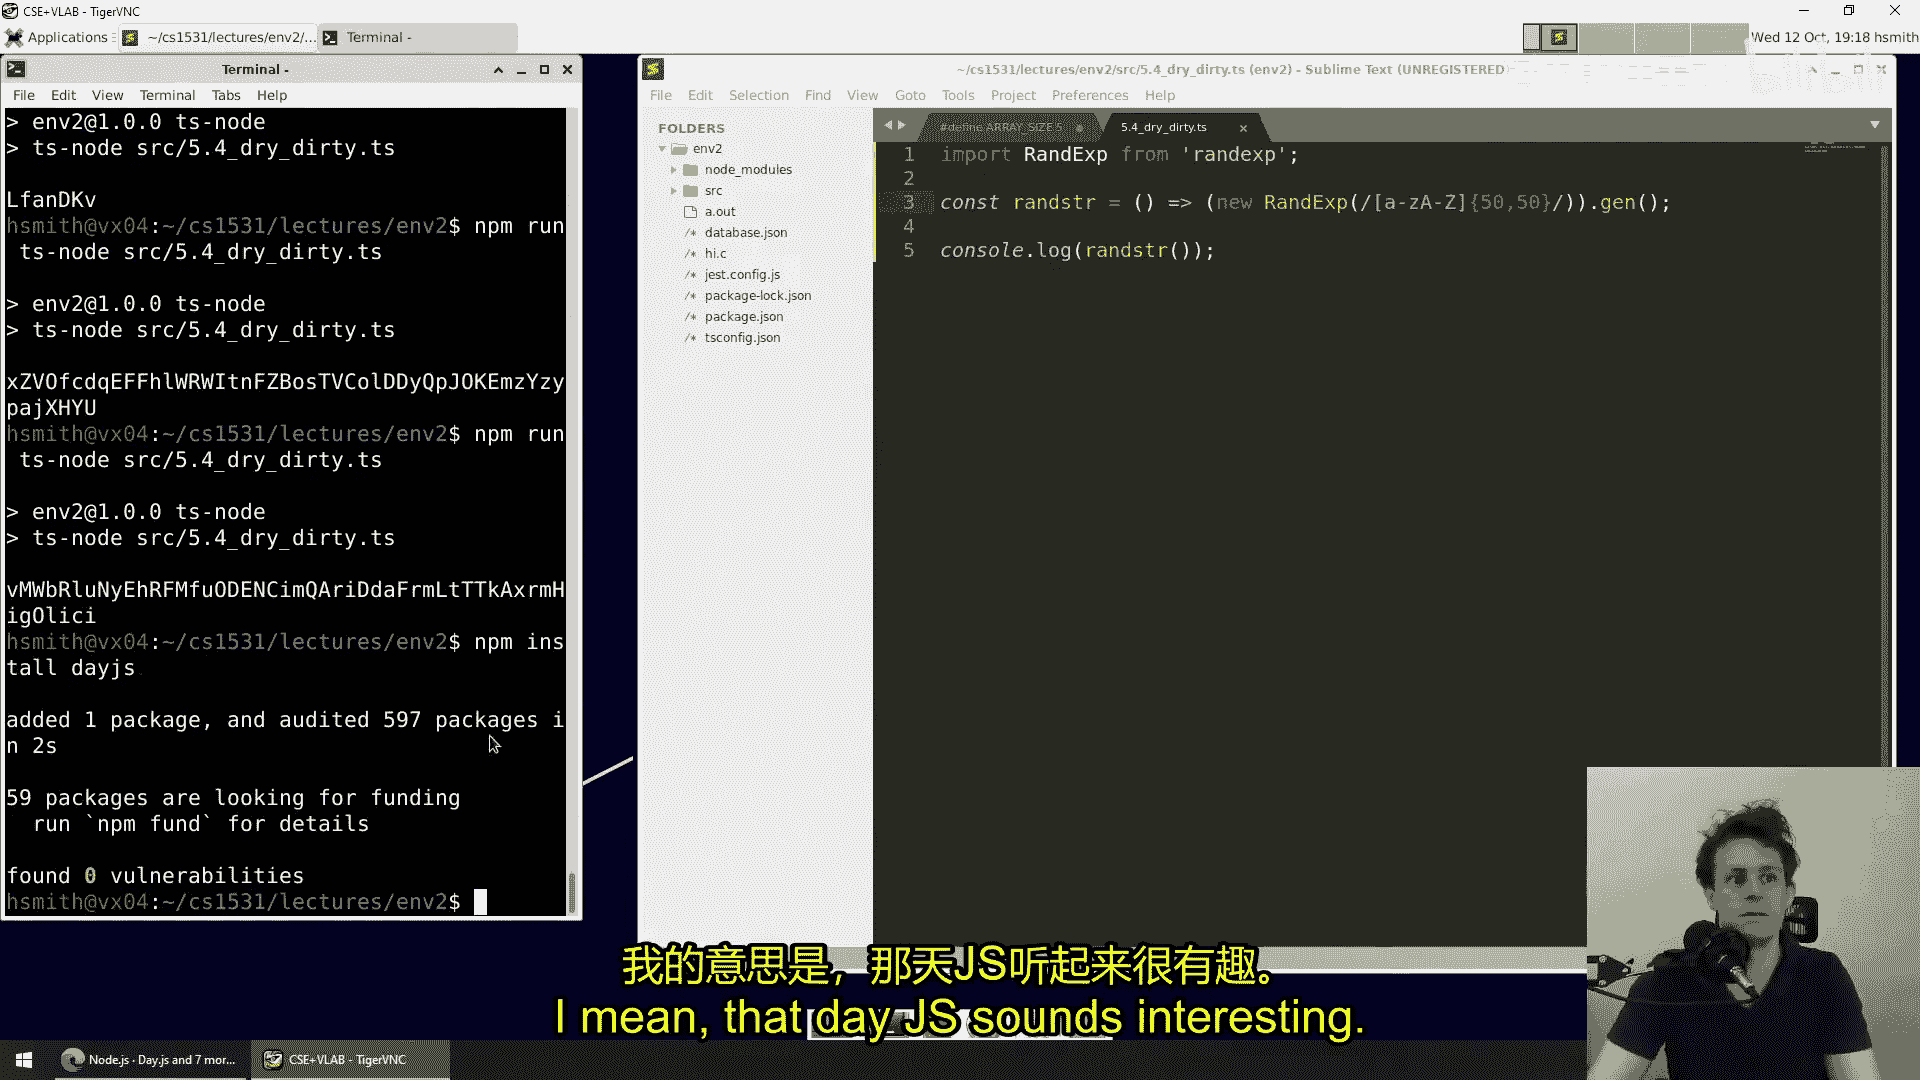 CSE+VLAB - TigerVNC
Applications
~/cs1531/lectures/env2/...
Terminal -
Wed 12 Oct, 19:18 hsmith
Terminal -
File Edit View Terminal Tabs Help
> env2@1.0.0 ts-node
> ts-node src/5.4_dry_dirty.ts
LfanDKv
hsmith@vx04:~/cs1531/lectures/env2$ npm run
ts-node src/5.4_dry_dirty.ts
> env2@1.0.0 ts-node
> ts-node src/5.4_dry_dirty.ts
xZVOfcdqEFFhlWRWItnFZBosTVColDDyQpJOKEmzYzy
pajXHYU
hsmith@vx04:~/cs1531/lectures/env2$ npm run
ts-node src/5.4_dry_dirty.ts
> env2@1.0.0 ts-node
> ts-node src/5.4_dry_dirty.ts
vMWbRluNyEhRFMfuODENCimQAriDdaFrmLtTTkAxrmH
igOlici
hsmith@vx04:~/cs1531/lectures/env2$ npm ins
tall dayjs
added 1 package, and audited 597 packages i
n 2s
59 packages are looking for funding
run `npm fund` for details
found 0 vulnerabilities
hsmith@vx04:~/cs1531/lectures/env2$
~/cs1531/lectures/env2/src/5.4_dry_dirty.ts (env2) - Sublime Text (UNREGISTERED
File Edit Selection Find View Goto Tools Project Preferences Help
FOLDERS
env2
node_modules
src
a.out
/* database.json
/* hi.c
/* jest.config.js
/* package-lock.json
/* package.json
/* tsconfig.json
#define ARRAY_SIZE 5
5.4_dry_dirty.ts
1 import RandExp from 'randexp';
2
3 const randstr = () => (new RandExp(/[a-zA-Z]{50,50}/)).gen();
4
5 console.log(randstr());
我的意思是，那天JS听起来很有趣。
I mean, that day JS sounds interesting.
Node.js · Day.js and 7 mor...
CSE+VLAB - TigerVNC